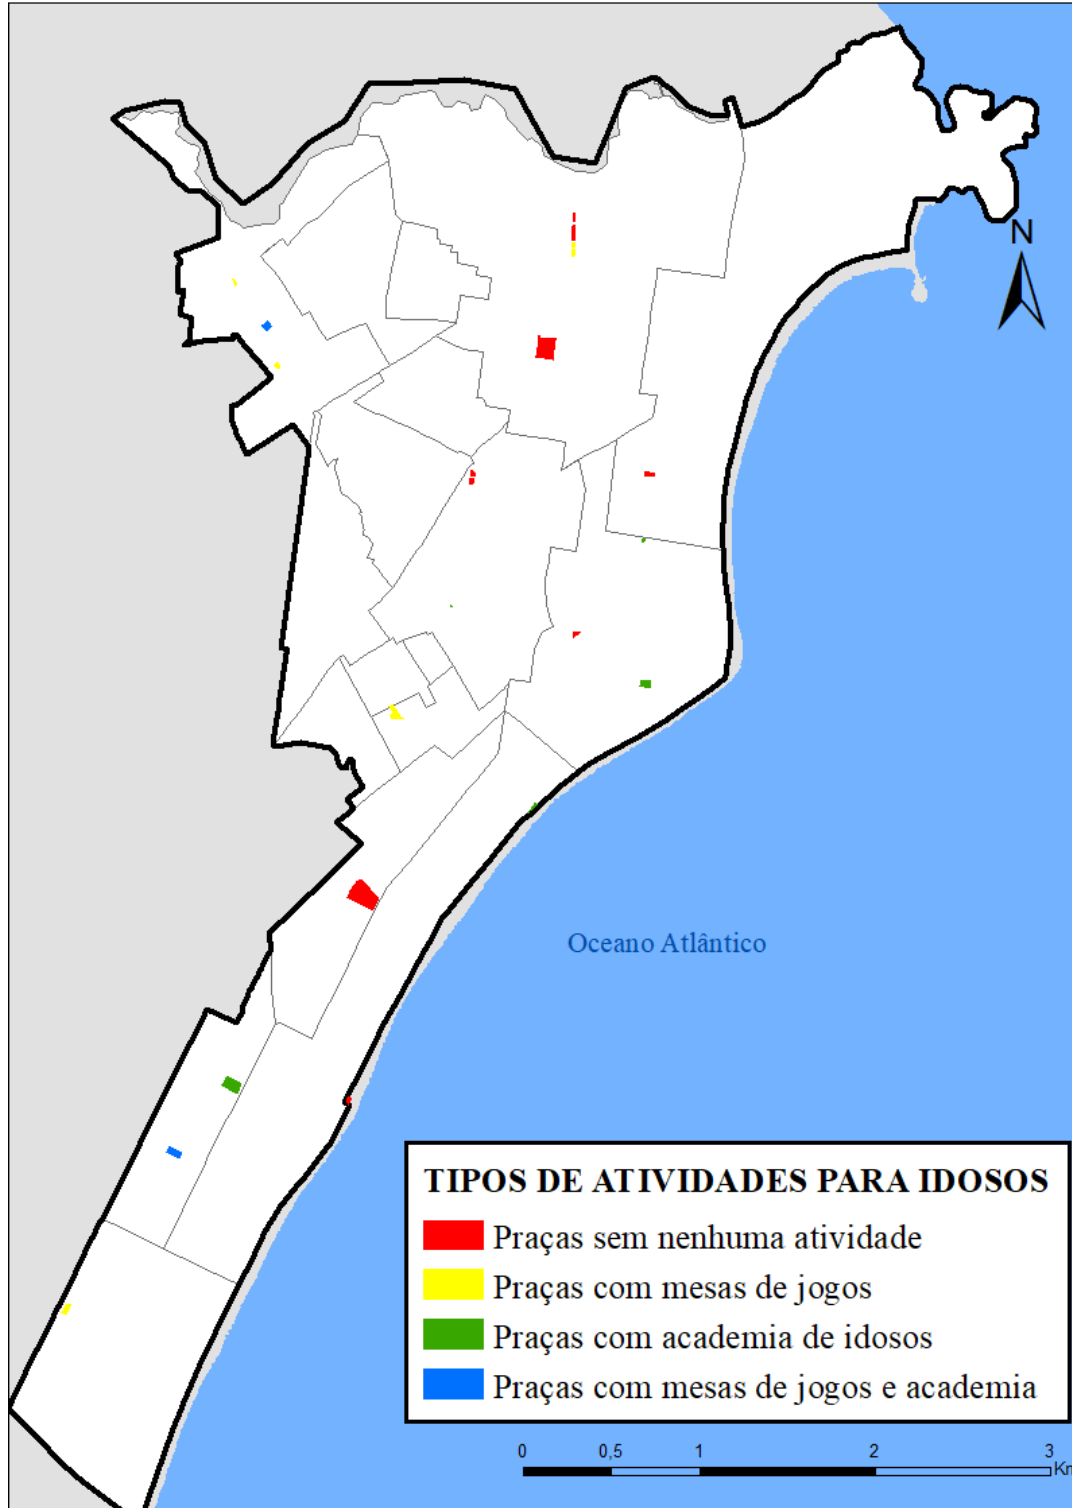 N
Oceano Atlântico
TIPOS DE ATIVIDADES PARA IDOSOS
Praças sem nenhuma atividade
Praças com mesas de jogos
Praças com academia de idosos
Praças com mesas de jogos e academia
0 0,5 1 2 3
Km